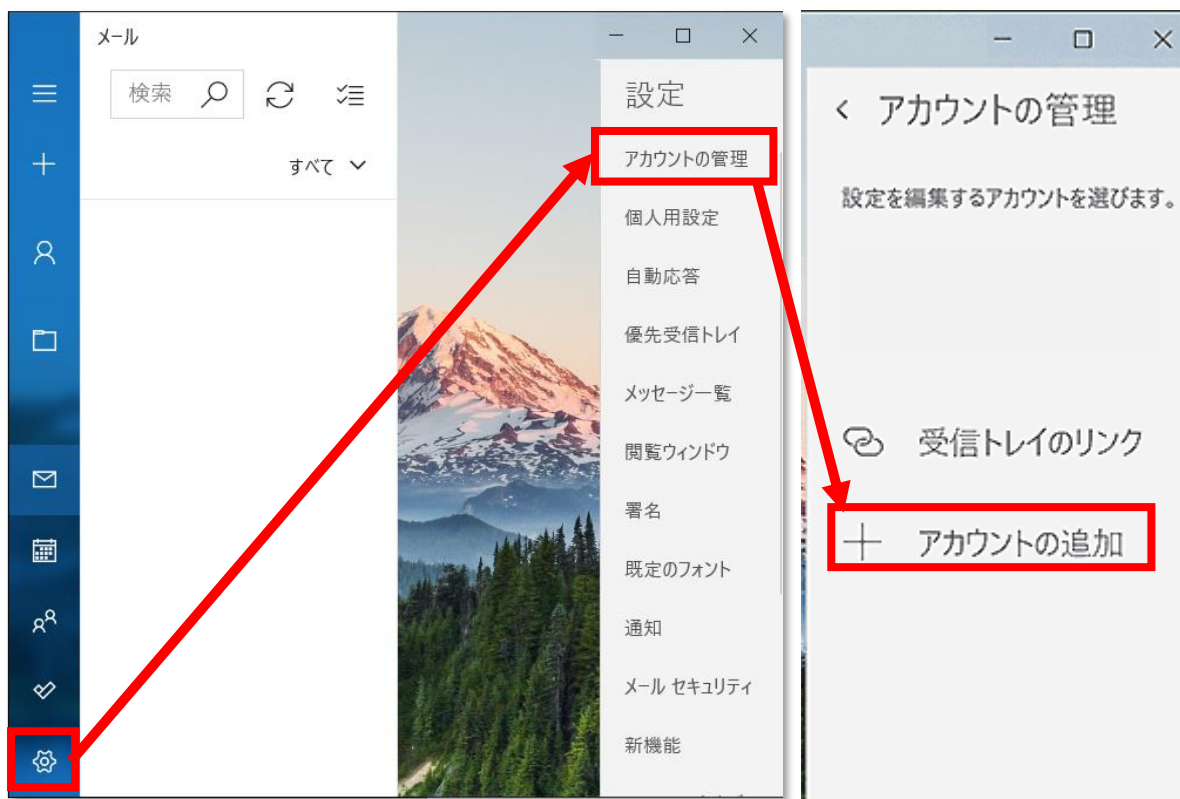 メール
検索
すべて
設定
アカウントの管理
個人用設定
自動応答
優先受信トレイ
メッセージ一覧
閲覧ウィンドウ
署名
既定のフォント
通知
メール セキュリティ
新機能
アカウントの管理
設定を編集するアカウントを選びます。
受信トレイのリンク
アカウントの追加